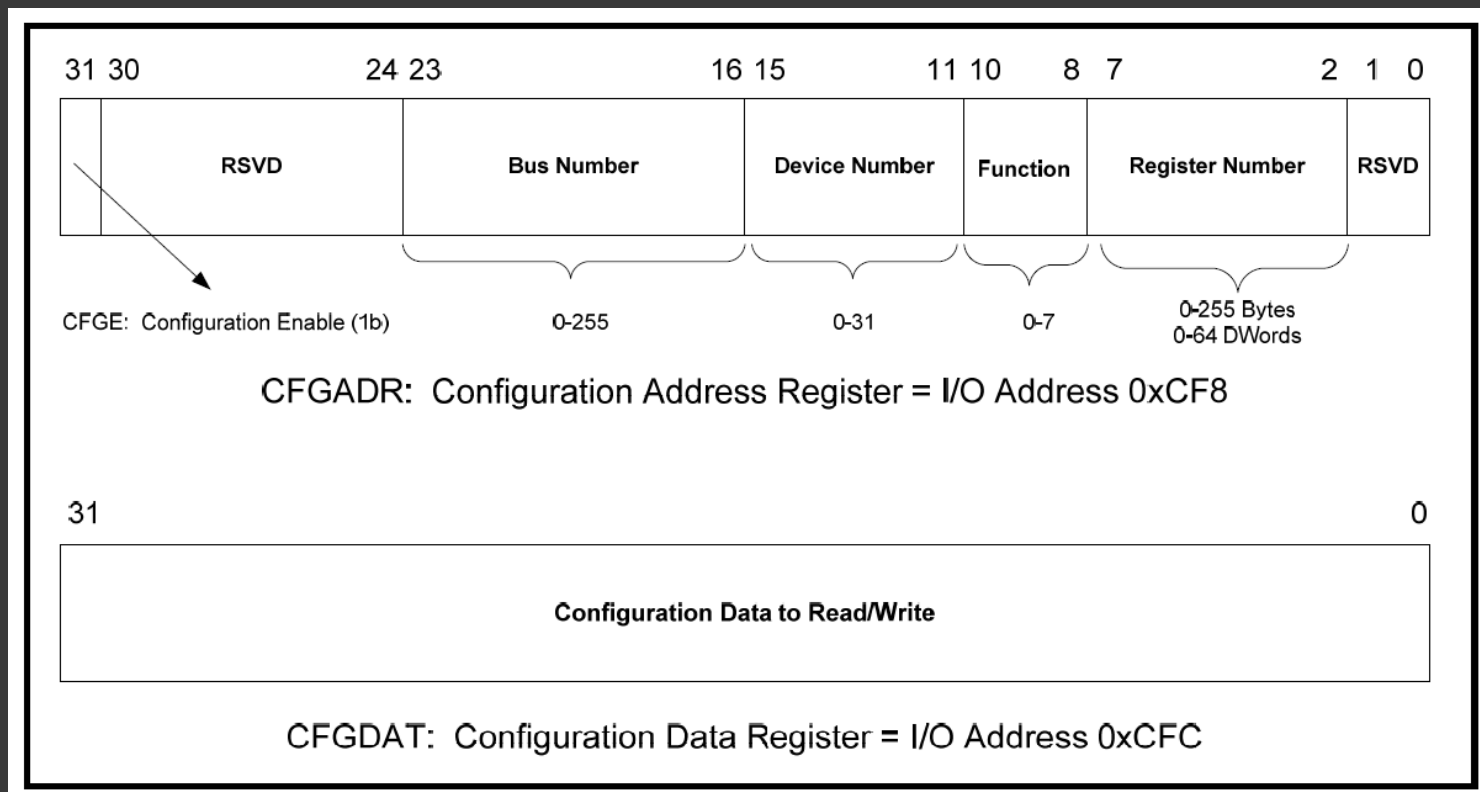 31 30 24 23 16 15 11 10 8 7 2 1 0
RSVD Bus Number Device Number Function Register Number RSVD
CFGE: Configuration Enable (1b) 0-255 0-31 0-7 0-255 Bytes
0-64 DWords
CFGADR: Configuration Address Register = I/O Address 0xCF8
31 0
Configuration Data to Read/Write
CFGDAT: Configuration Data Register = I/O Address 0xCFC